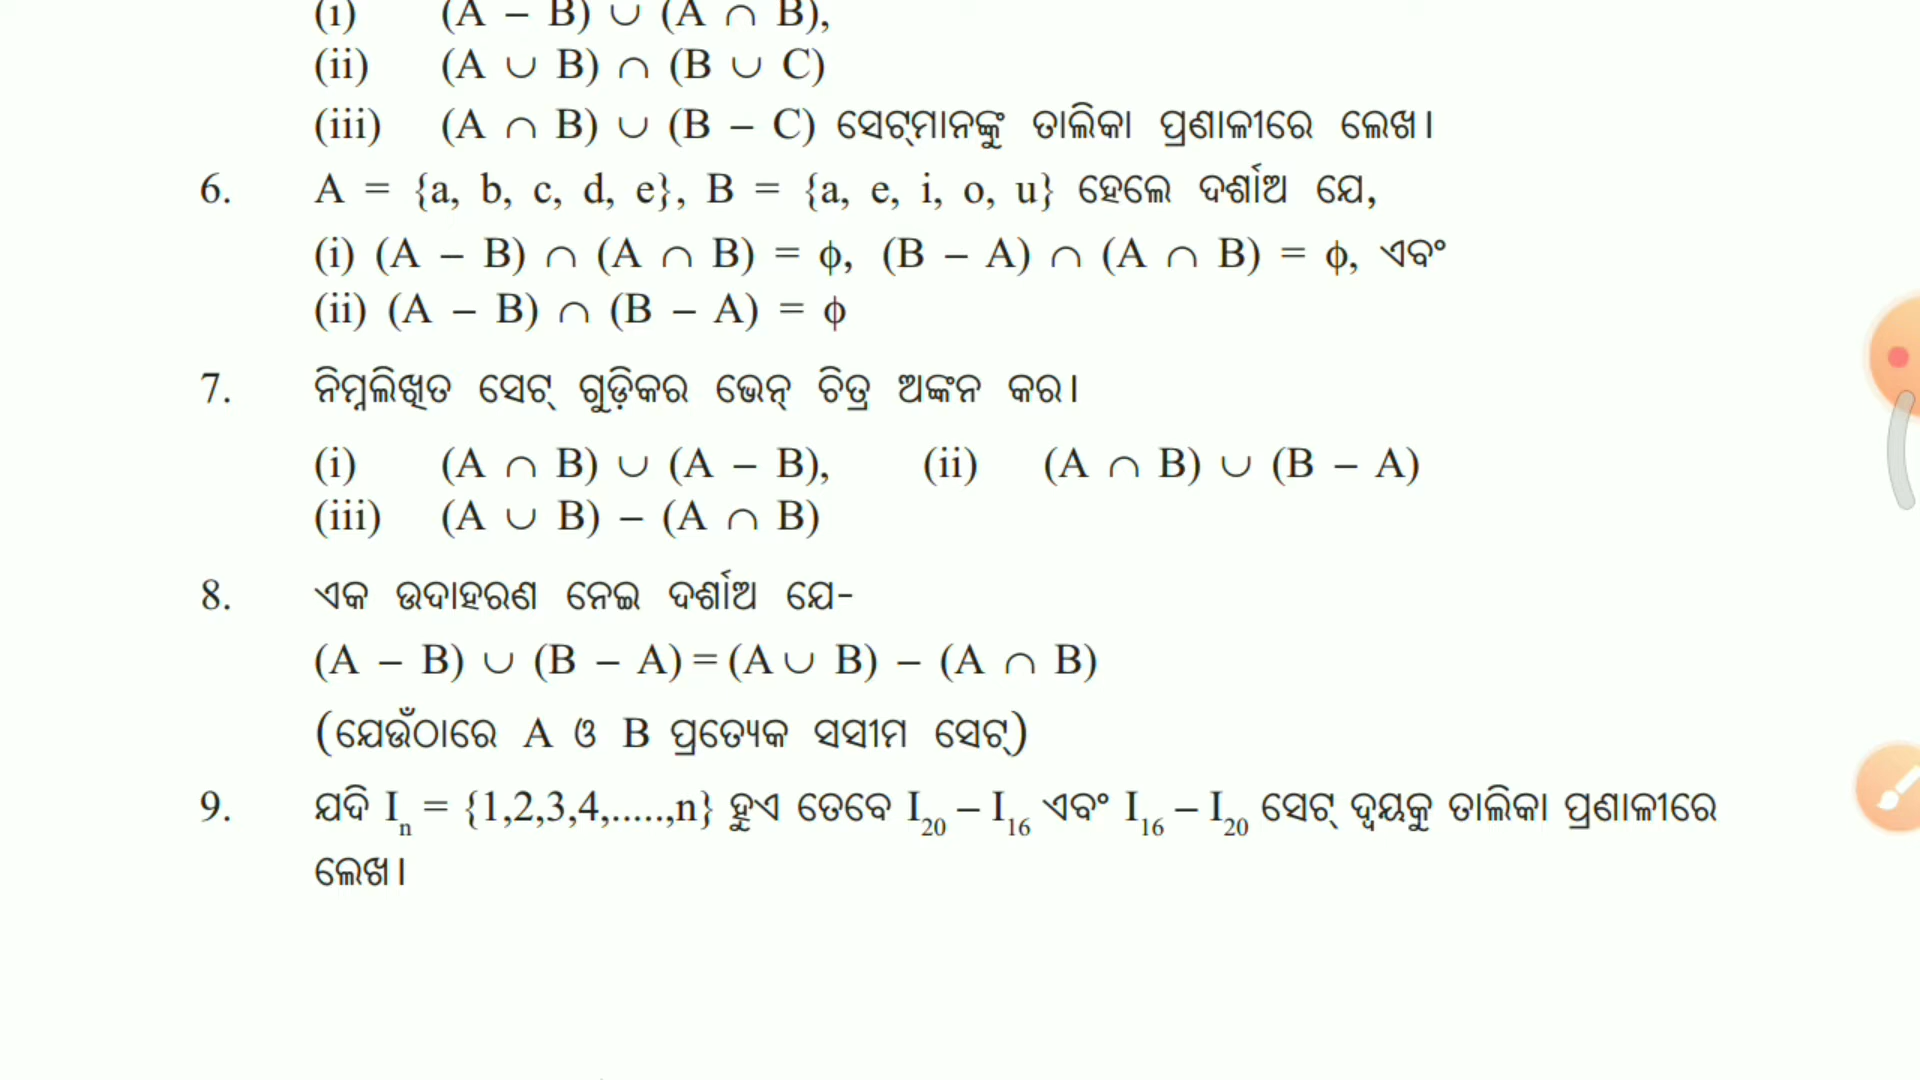 (i) (A – B) ∪ (A ∩ B),
(ii) (A ∪ B) ∩ (B ∪ C)
(iii) (A ∩ B) ∪ (B – C) ସେଟ୍‌ମାନଙ୍କୁ ତାଲିକା ପ୍ରଣାଳୀରେ ଲେଖ।
6. A = {a, b, c, d, e}, B = {a, e, i, o, u} ହେଲେ ଦର୍ଶାଅ ଯେ,
(i) (A – B) ∩ (A ∩ B) = ϕ, (B – A) ∩ (A ∩ B) = ϕ, ଏବଂ
(ii) (A – B) ∩ (B – A) = ϕ
7. ନିମ୍ନଲିଖିତ ସେଟ୍ ଗୁଡ଼ିକର ଭେନ୍ ଚିତ୍ର ଅଙ୍କନ କର।
(i) (A ∩ B) ∪ (A – B), (ii) (A ∩ B) ∪ (B – A)
(iii) (A ∪ B) – (A ∩ B)
8. ଏକ ଉଦାହରଣ ନେଇ ଦର୍ଶାଅ ଯେ-
(A – B) ∪ (B – A) = (A ∪ B) – (A ∩ B)
(ଯେଉଁଠାରେ A ଓ B ପ୍ରତ୍ୟେକ ସସୀମ ସେଟ୍)
9. ଯଦି Iₙ = {1,2,3,4,.....,n} ହୁଏ ତେବେ I₂₀ – I₁₆ ଏବଂ I₁₆ – I₂₀ ସେଟ୍ ଦ୍ୱୟକୁ ତାଲିକା ପ୍ରଣାଳୀରେ
ଲେଖ।